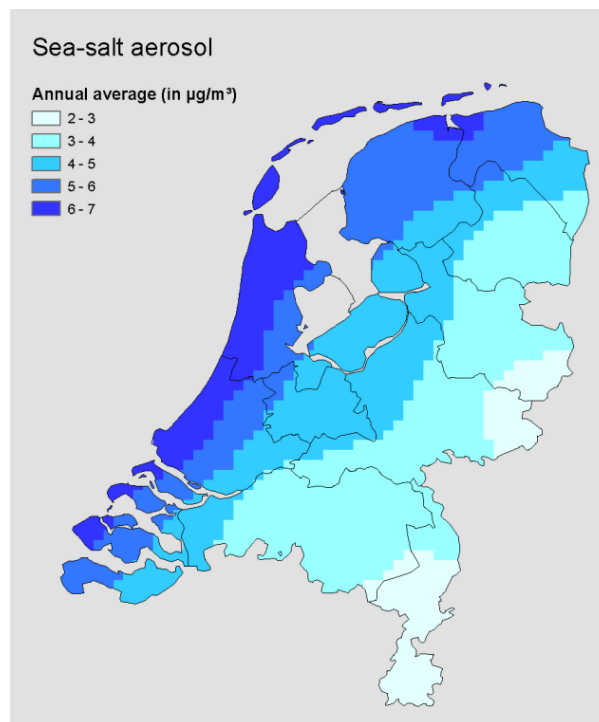 Sea-salt aerosol
Annual average (in µg/m³)
2 - 3
3 - 4
4 - 5
5 - 6
6 - 7